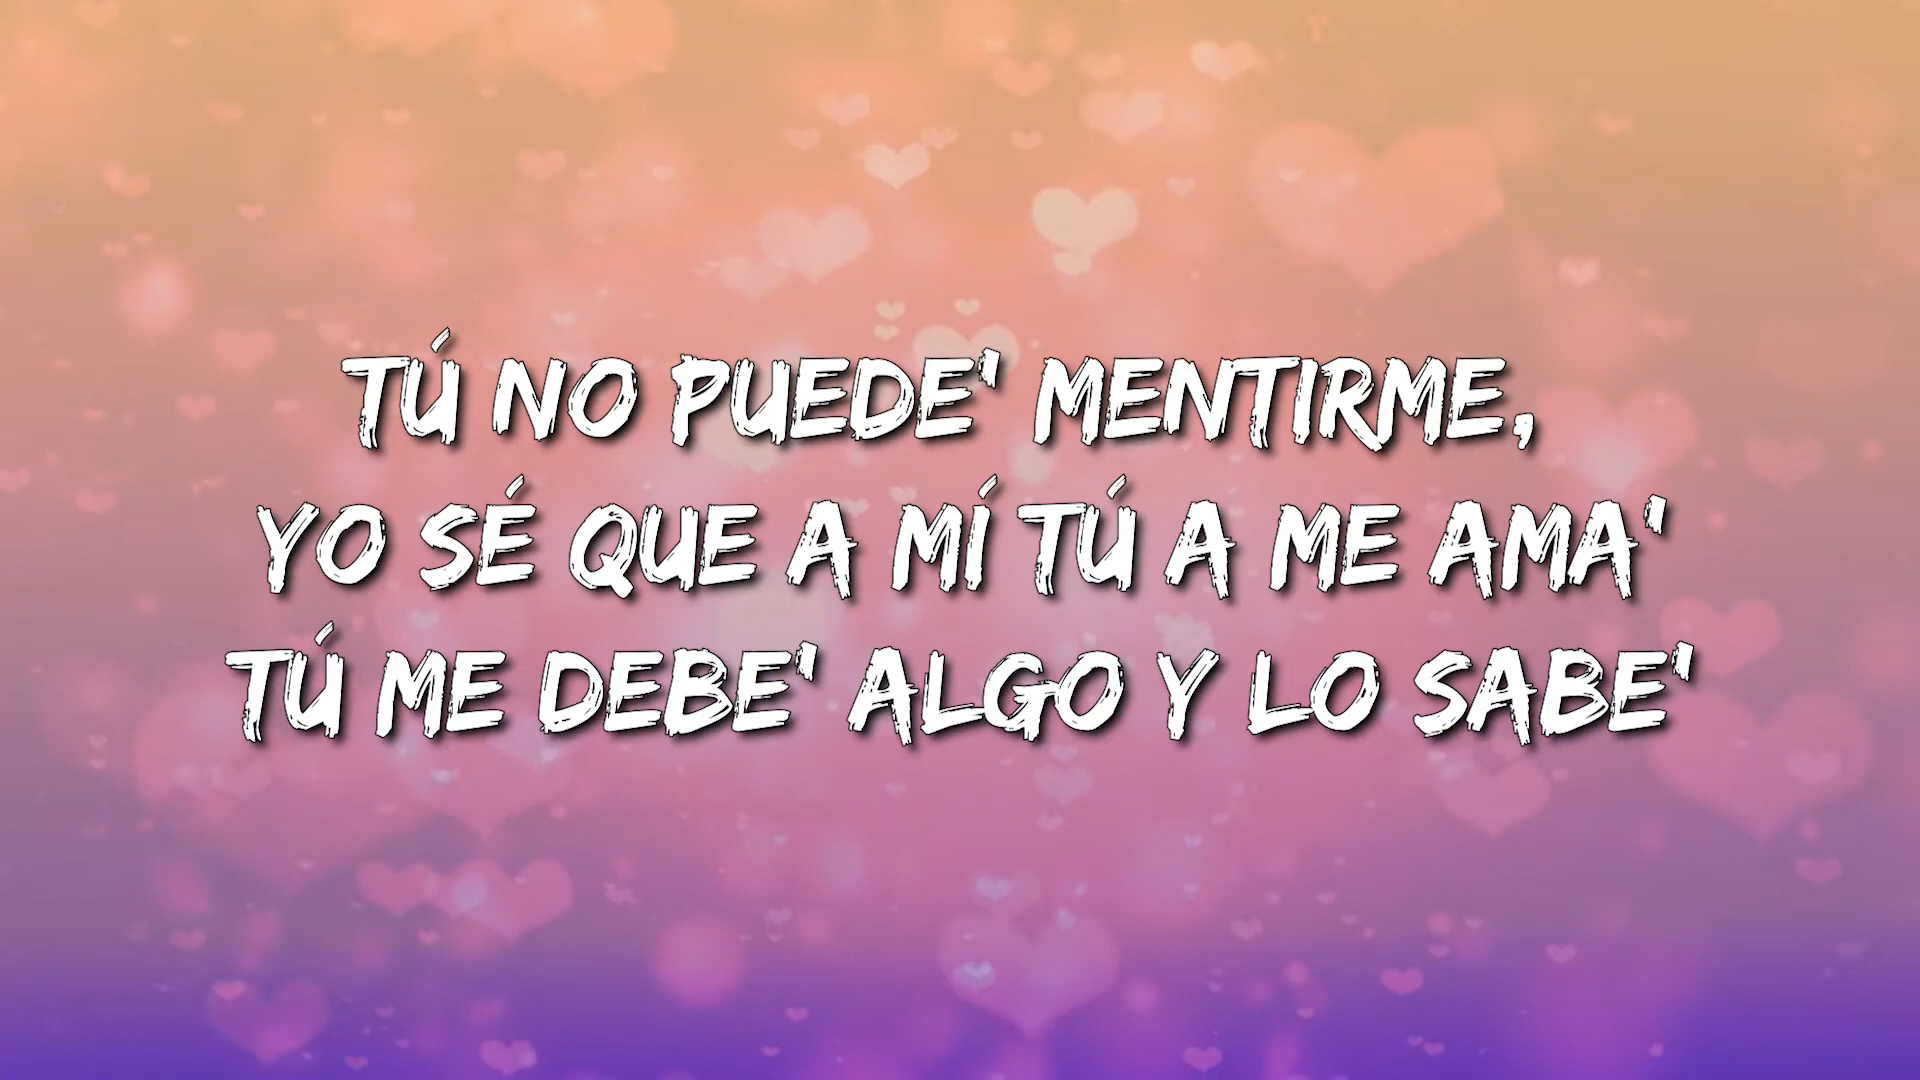 TÚ NO PUEDE' MENTIRME,
YO SÉ QUE A MÍ TÚ A ME AMA'
TÚ ME DEBE' ALGO Y LO SABE'